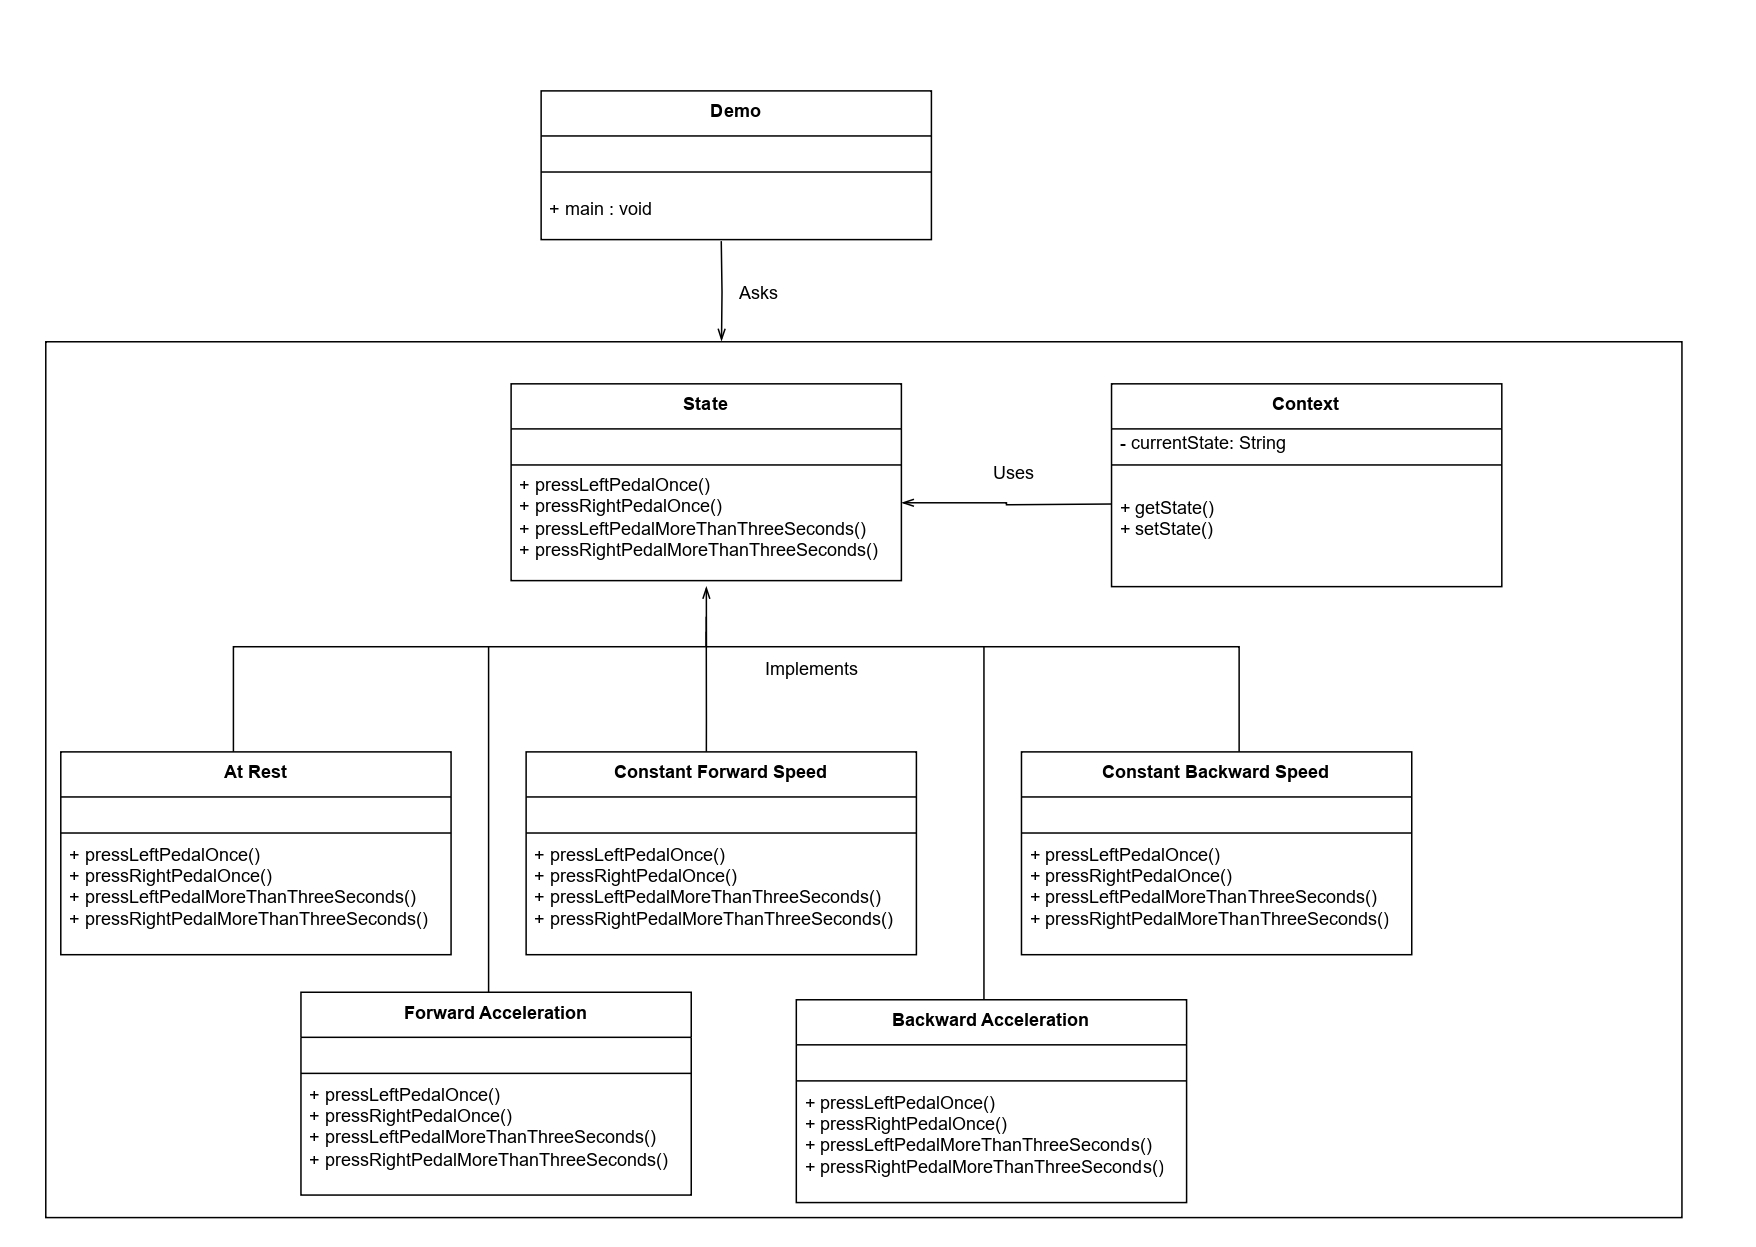 Demo
+ main : void
Asks
State
+ pressLeftPedalOnce()
+ pressRightPedalOnce()
+ pressLeftPedalMoreThanThreeSeconds()
+ pressRightPedalMoreThanThreeSeconds()
Uses
Context
- currentState: String
+ getState()
+ setState()
Implements
At Rest
+ pressLeftPedalOnce()
+ pressRightPedalOnce()
+ pressLeftPedalMoreThanThreeSeconds()
+ pressRightPedalMoreThanThreeSeconds()
Constant Forward Speed
+ pressLeftPedalOnce()
+ pressRightPedalOnce()
+ pressLeftPedalMoreThanThreeSeconds()
+ pressRightPedalMoreThanThreeSeconds()
Constant Backward Speed
+ pressLeftPedalOnce()
+ pressRightPedalOnce()
+ pressLeftPedalMoreThanThreeSeconds()
+ pressRightPedalMoreThanThreeSeconds()
Forward Acceleration
+ pressLeftPedalOnce()
+ pressRightPedalOnce()
+ pressLeftPedalMoreThanThreeSeconds()
+ pressRightPedalMoreThanThreeSeconds()
Backward Acceleration
+ pressLeftPedalOnce()
+ pressRightPedalOnce()
+ pressLeftPedalMoreThanThreeSeconds()
+ pressRightPedalMoreThanThreeSeconds()